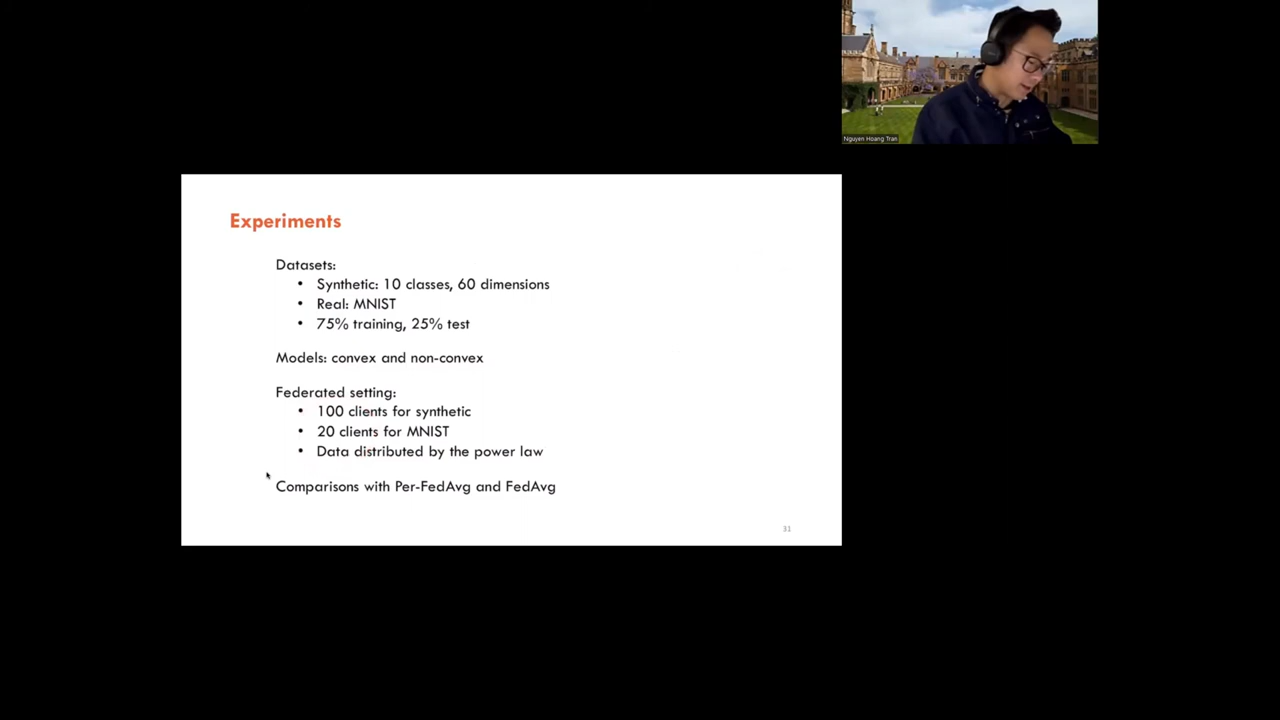 Nguyen Hoang Tran
Experiments
Datasets:
• Synthetic: 10 classes, 60 dimensions
• Real: MNIST
• 75% training, 25% test
Models: convex and non-convex
Federated setting:
• 100 clients for synthetic
• 20 clients for MNIST
• Data distributed by the power law
Comparisons with Per-FedAvg and FedAvg
31